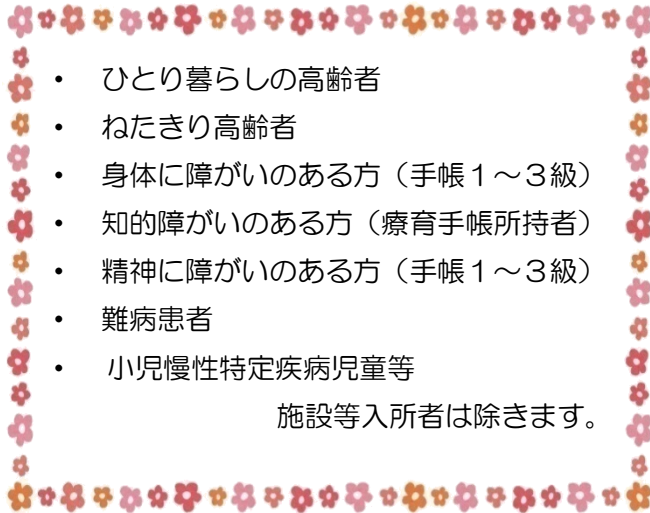 ・ ひとり暮らしの高齢者
・ ねたきり高齢者
・ 身体に障がいのある方（手帳１～３級）
・ 知的障がいのある方（療育手帳所持者）
・ 精神に障がいのある方（手帳１～３級）
・ 難病患者
・ 小児慢性特定疾病児童等
施設等入所者は除きます。